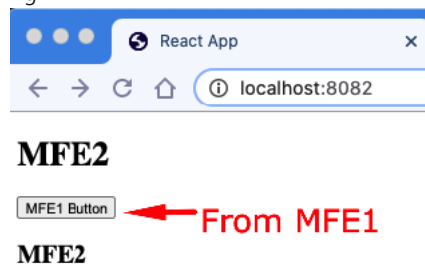 React App
localhost:8082
MFE2
MFE1 Button
From MFE1
MFE2